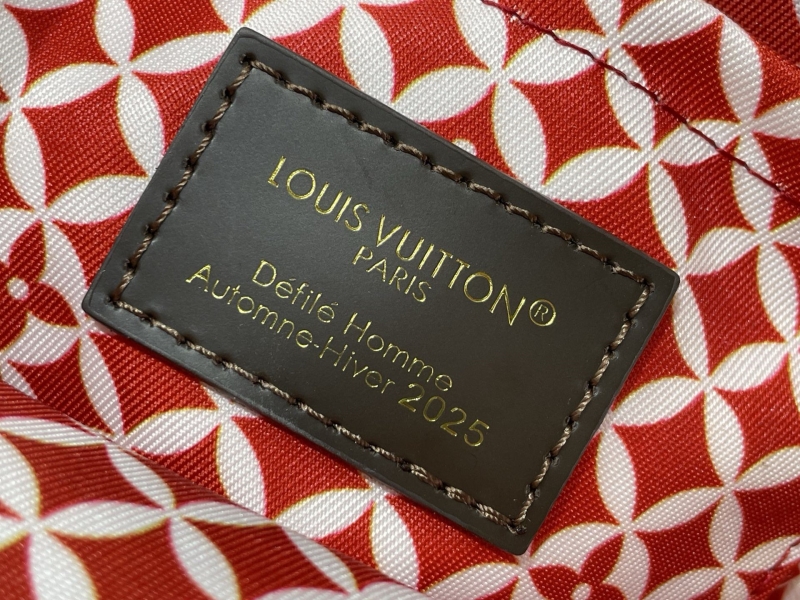 LOUIS VUITTON®
PARIS
Défilé Homme
Automne-Hiver 2025